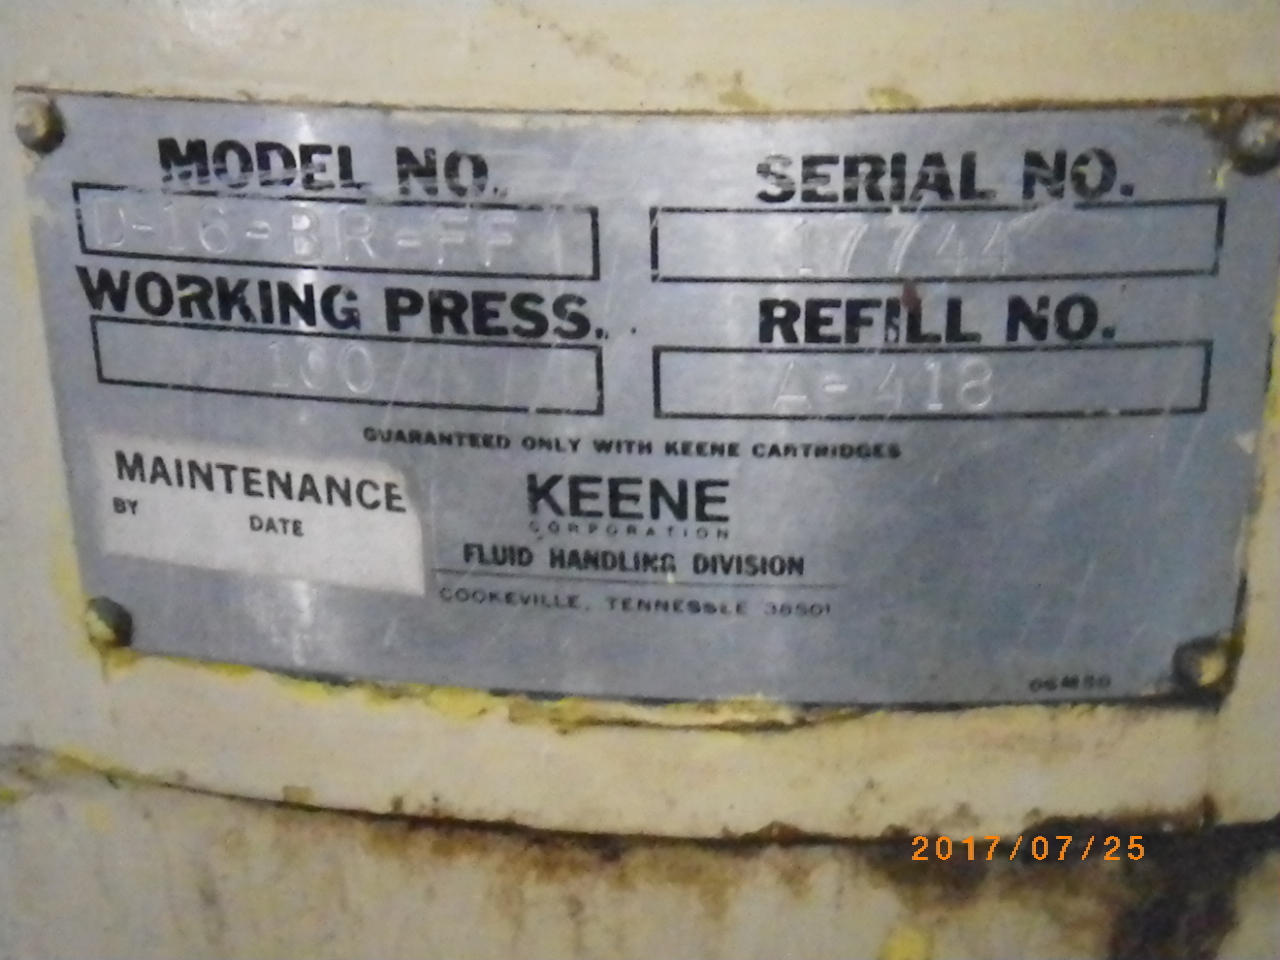 MODEL NO. SERIAL NO.
D-16-BR-FF 17744
WORKING PRESS. REFILL NO.
A-418
GUARANTEED ONLY WITH KEENE CARTRIDGES
MAINTENANCE
BY DATE
KEENE
CORPORATION
FLUID HANDLING DIVISION
COOKEVILLE, TENNESSEE 38501
2017/07/25